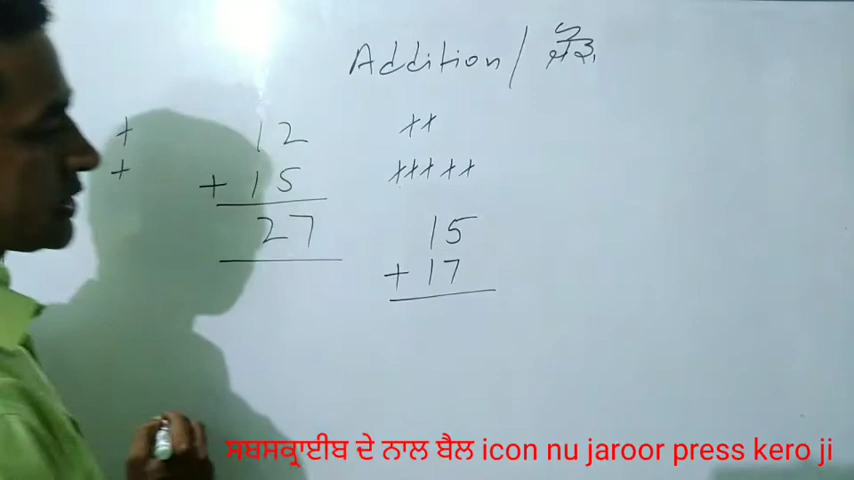 Addition / ਜੋੜ
+ 12 ××
+ + 15 ×××××
27
15
+ 17
ਸਬਸਕ੍ਰਾਈਬ ਦੇ ਨਾਲ ਬੈਲ icon nu jaroor press kero ji